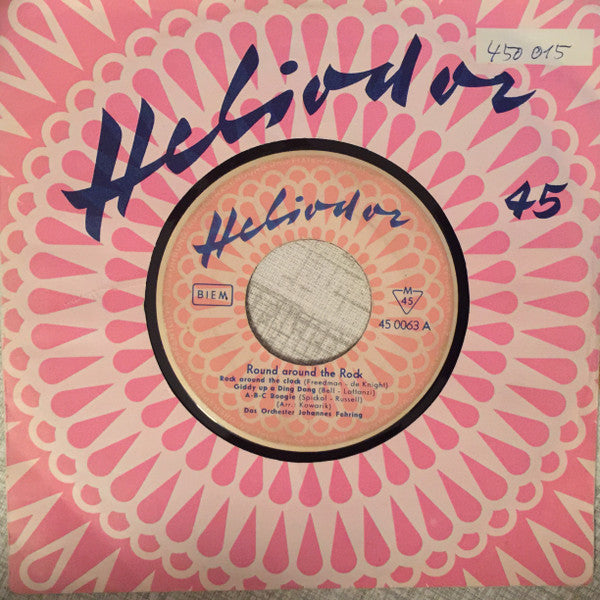 450 015
Heliodor
45
Heliodor
BIEM
M
45
45 0063 A
Round around the Rock
Rock around the clock (Freedman - de Knight)
Giddy up a Ding Dong (Bell - Lattanzi)
A-B-C Boogie (Spickol - Russell)
(Arr.: Kowarik)
Das Orchester Johannes Fehring